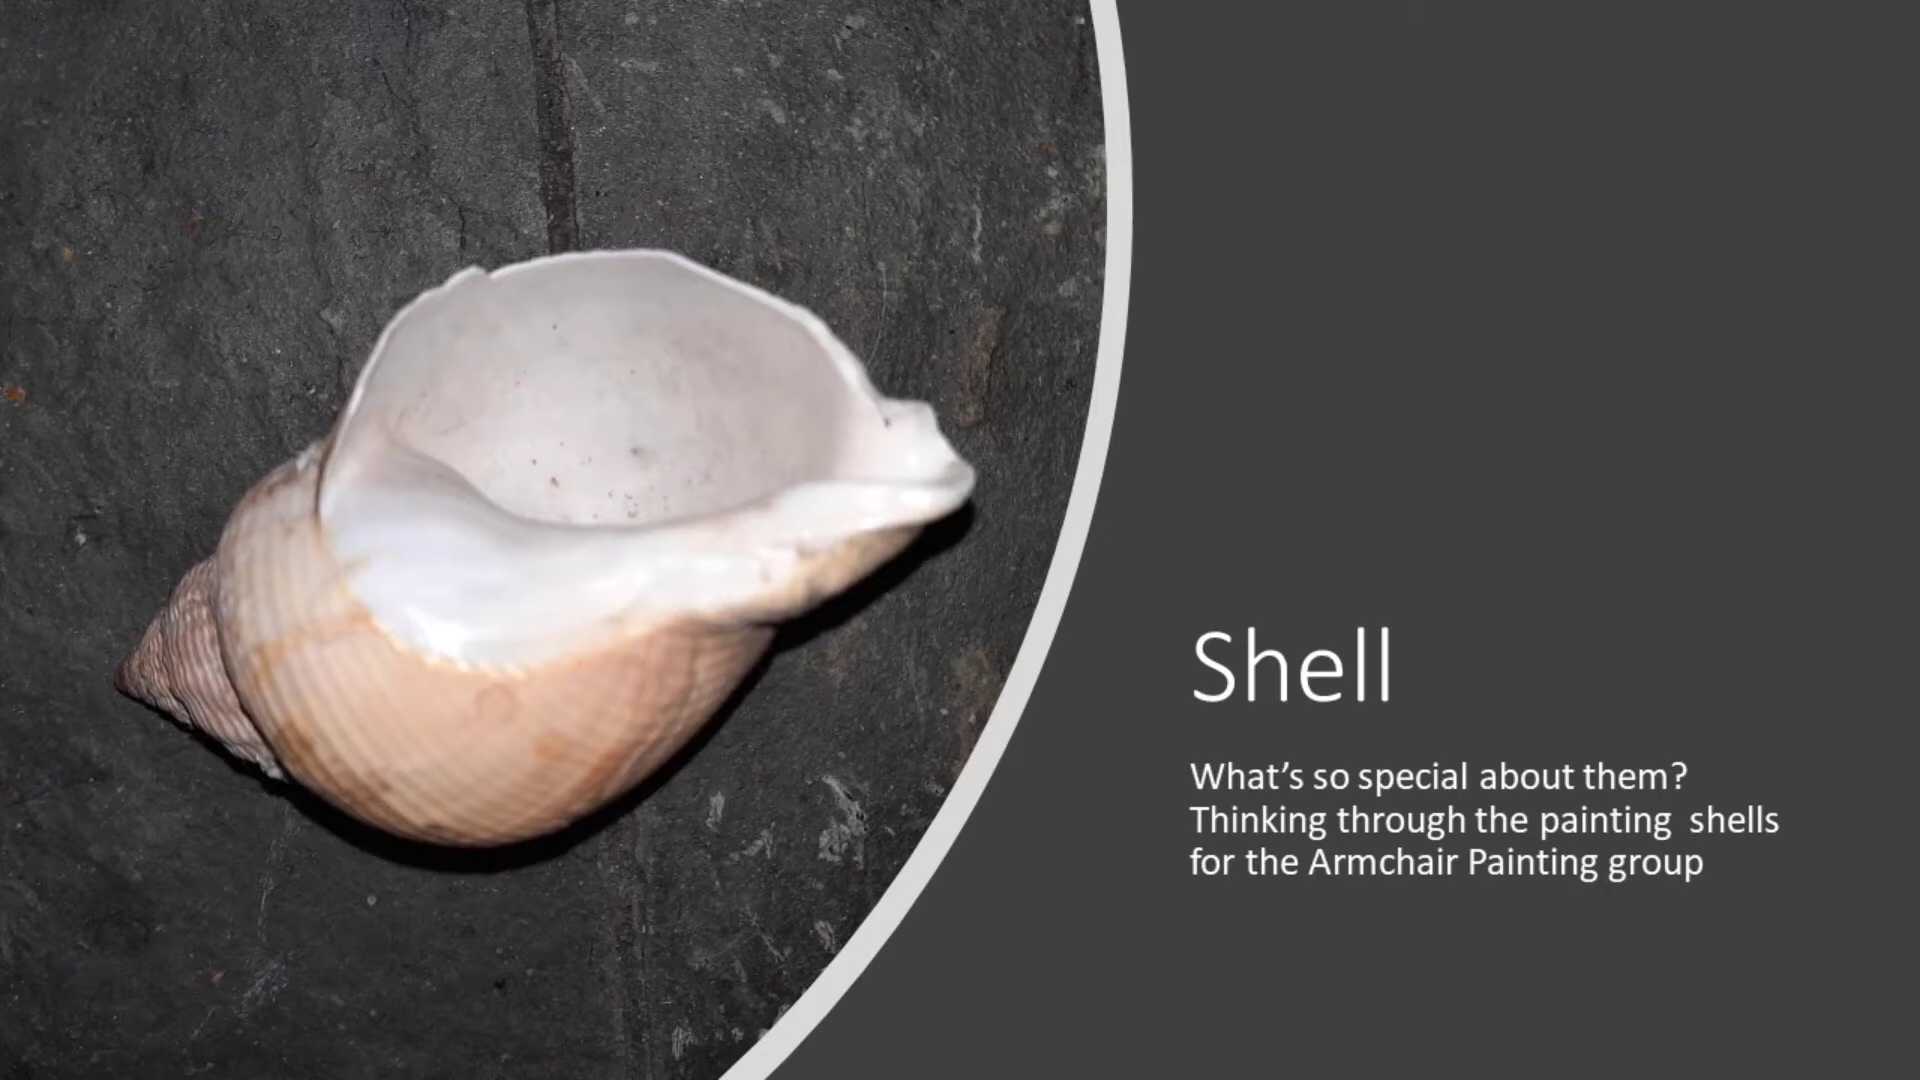 Shell
What’s so special about them?
Thinking through the painting  shells
for the Armchair Painting group